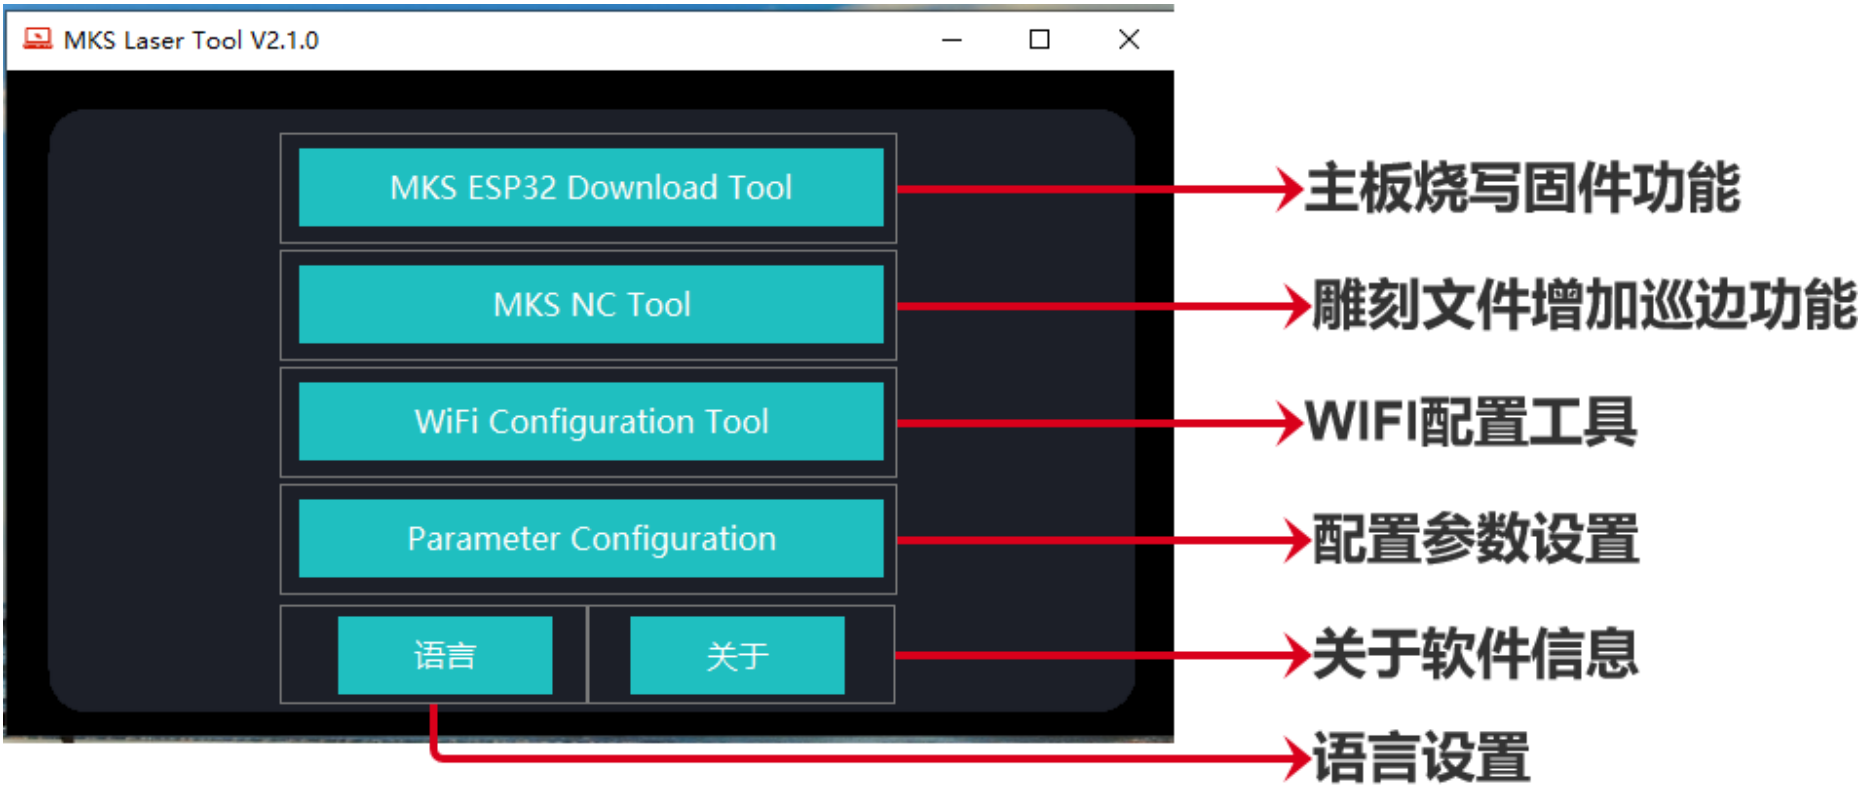 MKS Laser Tool V2.1.0
MKS ESP32 Download Tool
主板烧写固件功能
MKS NC Tool
雕刻文件增加巡边功能
WiFi Configuration Tool
WIFI配置工具
Parameter Configuration
配置参数设置
语言
关于
关于软件信息
语言设置